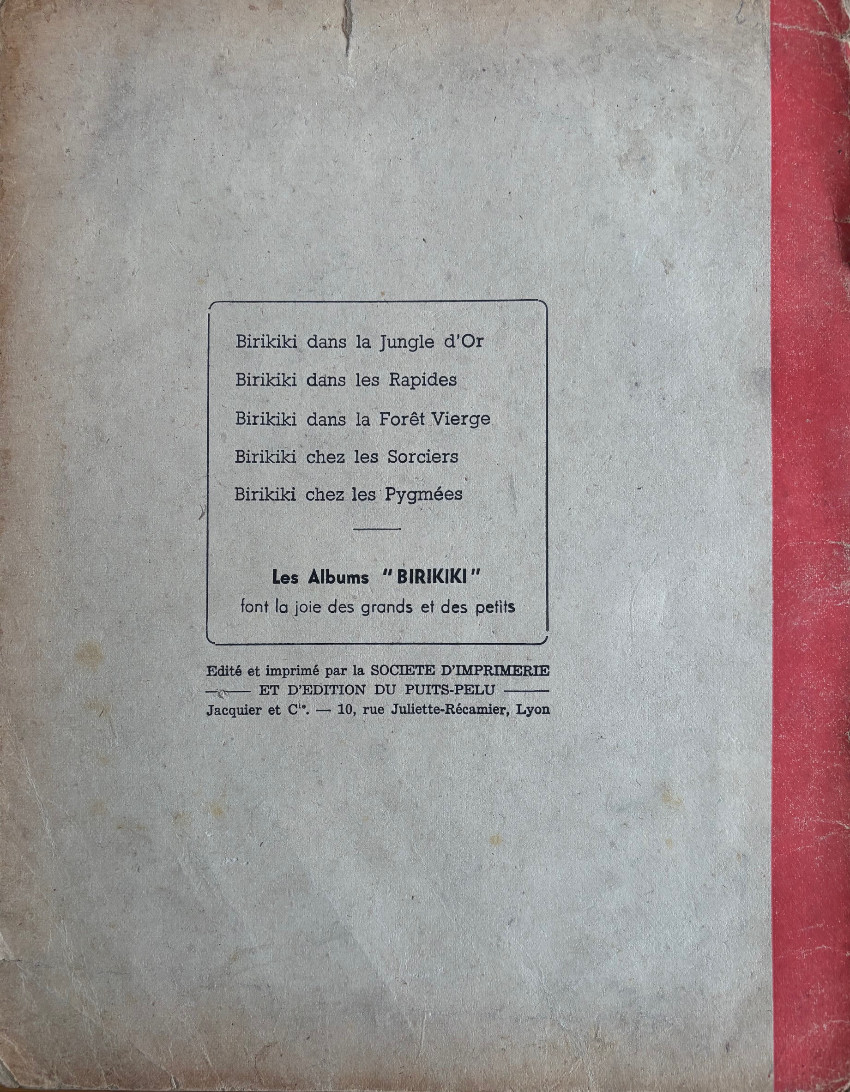 Birikiki dans la Jungle d'Or
Birikiki dans les Rapides
Birikiki dans la Forêt Vierge
Birikiki chez les Sorciers
Birikiki chez les Pygmées
Les Albums "BIRIKIKI"
font la joie des grands et des petits
Edité et imprimé par la SOCIETE D'IMPRIMERIE
ET D'EDITION DU PUITS-PELU
Jacquier et Cie. — 10, rue Juliette-Récamier, Lyon